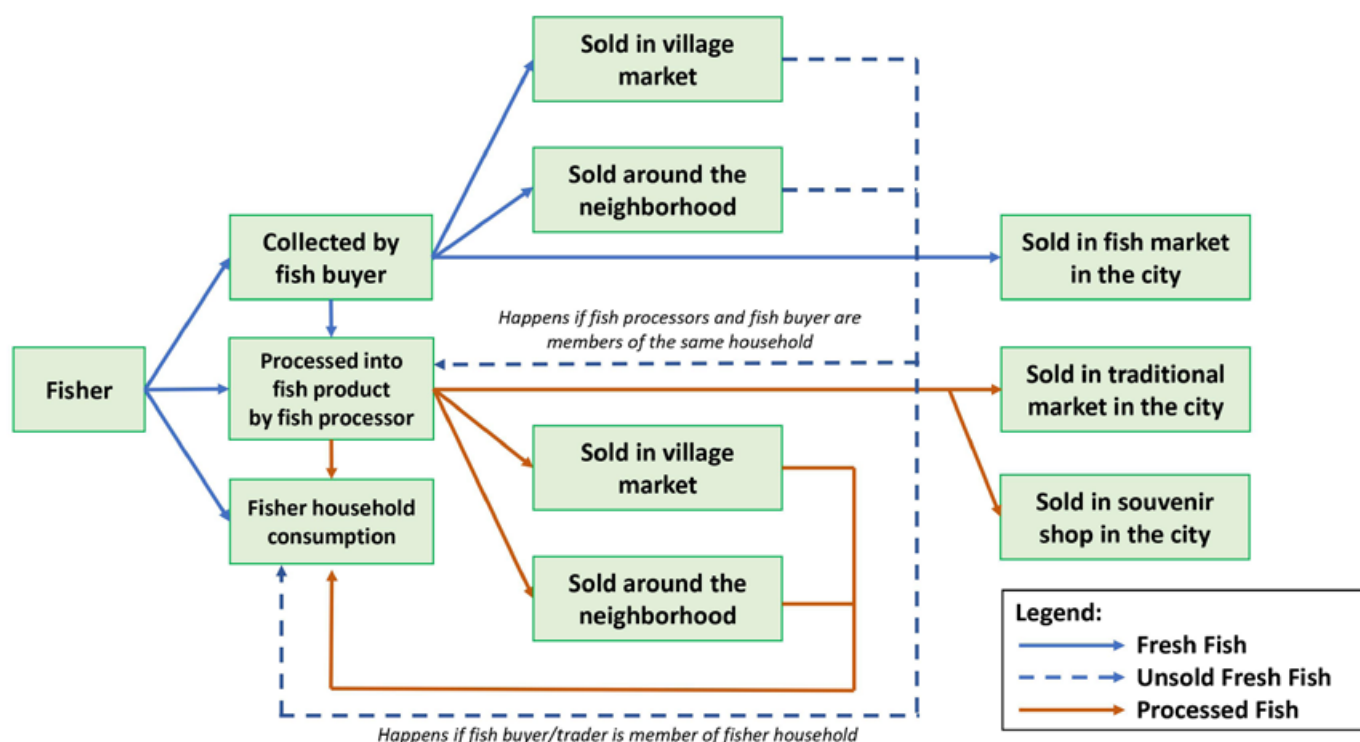 Sold in village
market
Sold around the
neighborhood
Collected by
fish buyer
Sold in fish market
in the city
Happens if fish processors and fish buyer are
members of the same household
Fisher
Processed into
fish product
by fish processor
Sold in traditional
market in the city
Sold in village
market
Fisher household
consumption
Sold in souvenir
shop in the city
Sold around the
neighborhood
Legend:
Fresh Fish
Unsold Fresh Fish
Processed Fish
Happens if fish buyer/trader is member of fisher household